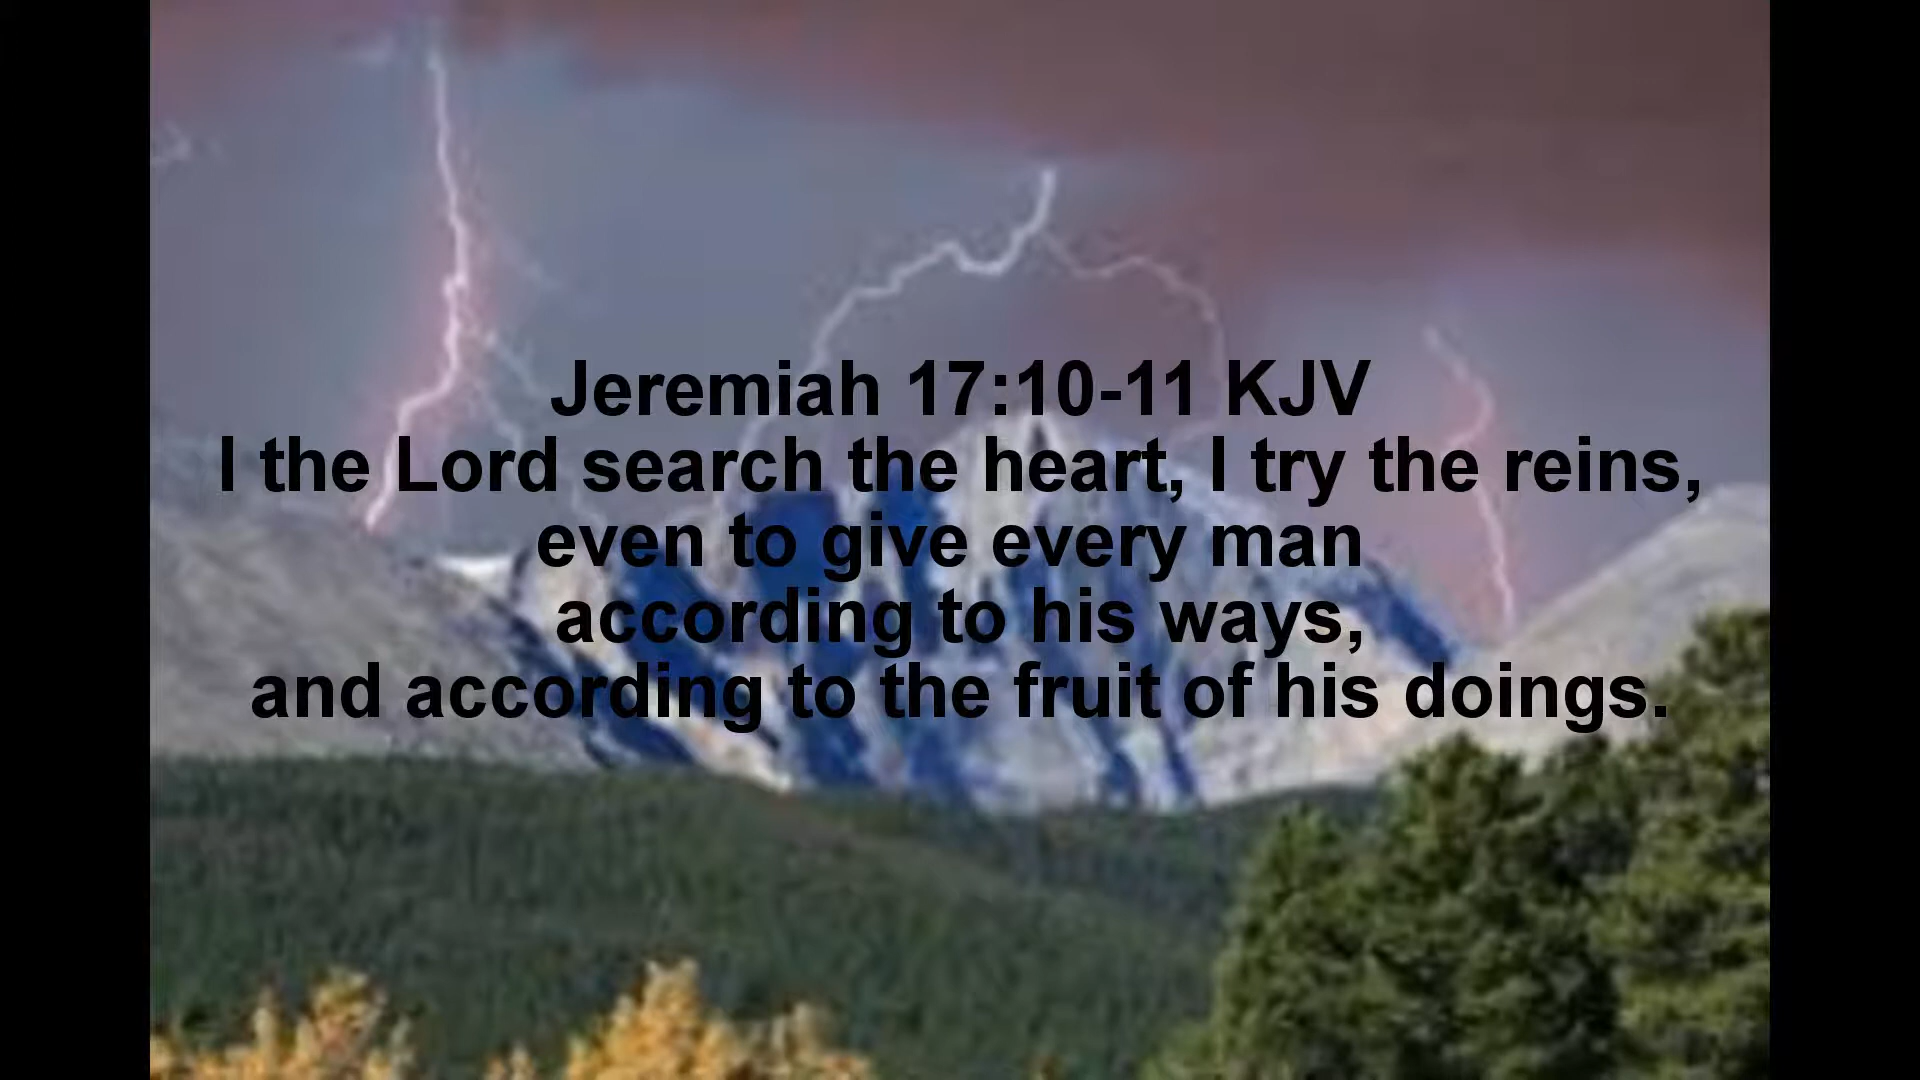 Jeremiah 17:10-11 KJV
I the Lord search the heart, I try the reins,
even to give every man
according to his ways,
and according to the fruit of his doings.